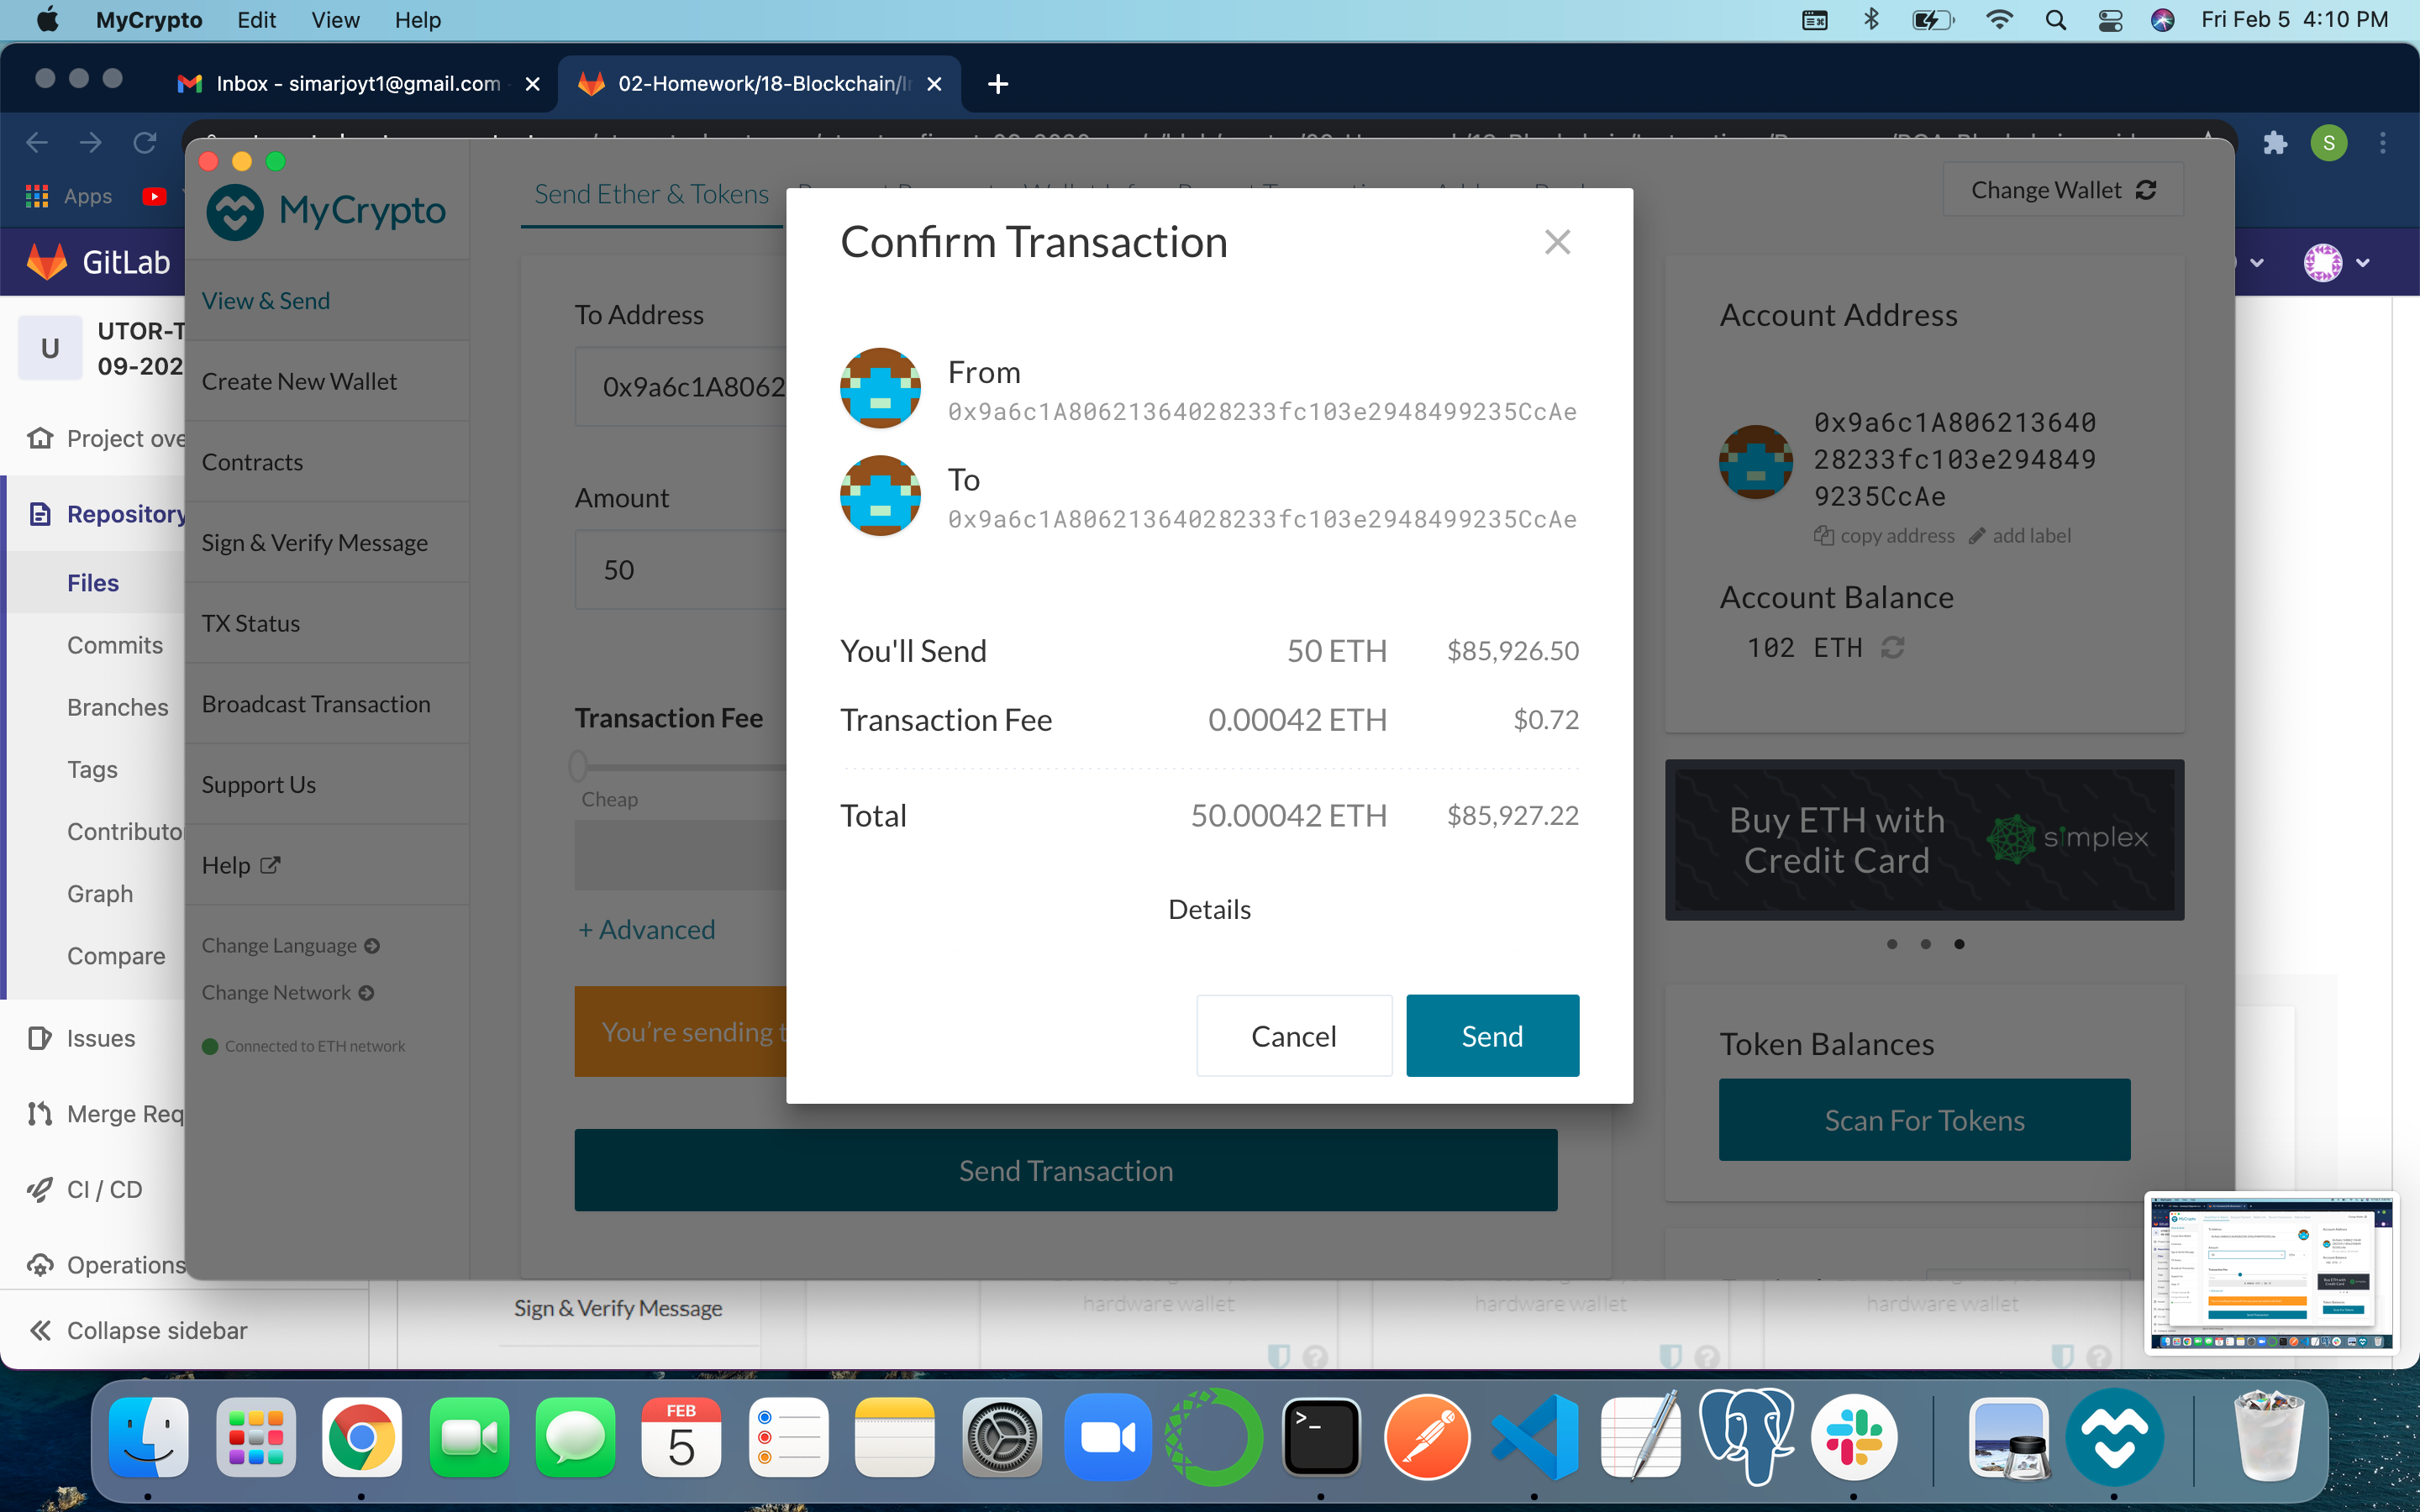 MyCrypto Edit View Help Fri Feb 5 4:10 PM
Inbox - simarjoyt1@gmail.com
02-Homework/18-Blockchain/
Apps
S
GitLab
U
UTOR-T
09-202
Project ove
Repository
Files
Commits
Branches
Tags
Contributo
Graph
Compare
Issues
Merge Req
CI / CD
Operations
Collapse sidebar
MyCrypto
View & Send
Create New Wallet
Contracts
Sign & Verify Message
TX Status
Broadcast Transaction
Support Us
Help
Change Language
Change Network
Connected to ETH network
Send Ether & Tokens
Change Wallet
To Address
0x9a6c1A8062
Amount
50
Transaction Fee
Cheap
+ Advanced
You're sending t
Send Transaction
Confirm Transaction
From
0x9a6c1A80621364028233fc103e2948499235CcAe
To
0x9a6c1A80621364028233fc103e2948499235CcAe
You'll Send 50 ETH $85,926.50
Transaction Fee 0.00042 ETH $0.72
Total 50.00042 ETH $85,927.22
Details
Cancel
Send
Account Address
0x9a6c1A806213640
28233fc103e294849
9235CcAe
copy address add label
Account Balance
102 ETH
Buy ETH with
Credit Card
simplex
Token Balances
Scan For Tokens
Sign & Verify Message
hardware wallet
hardware wallet
hardware wallet
FEB
5